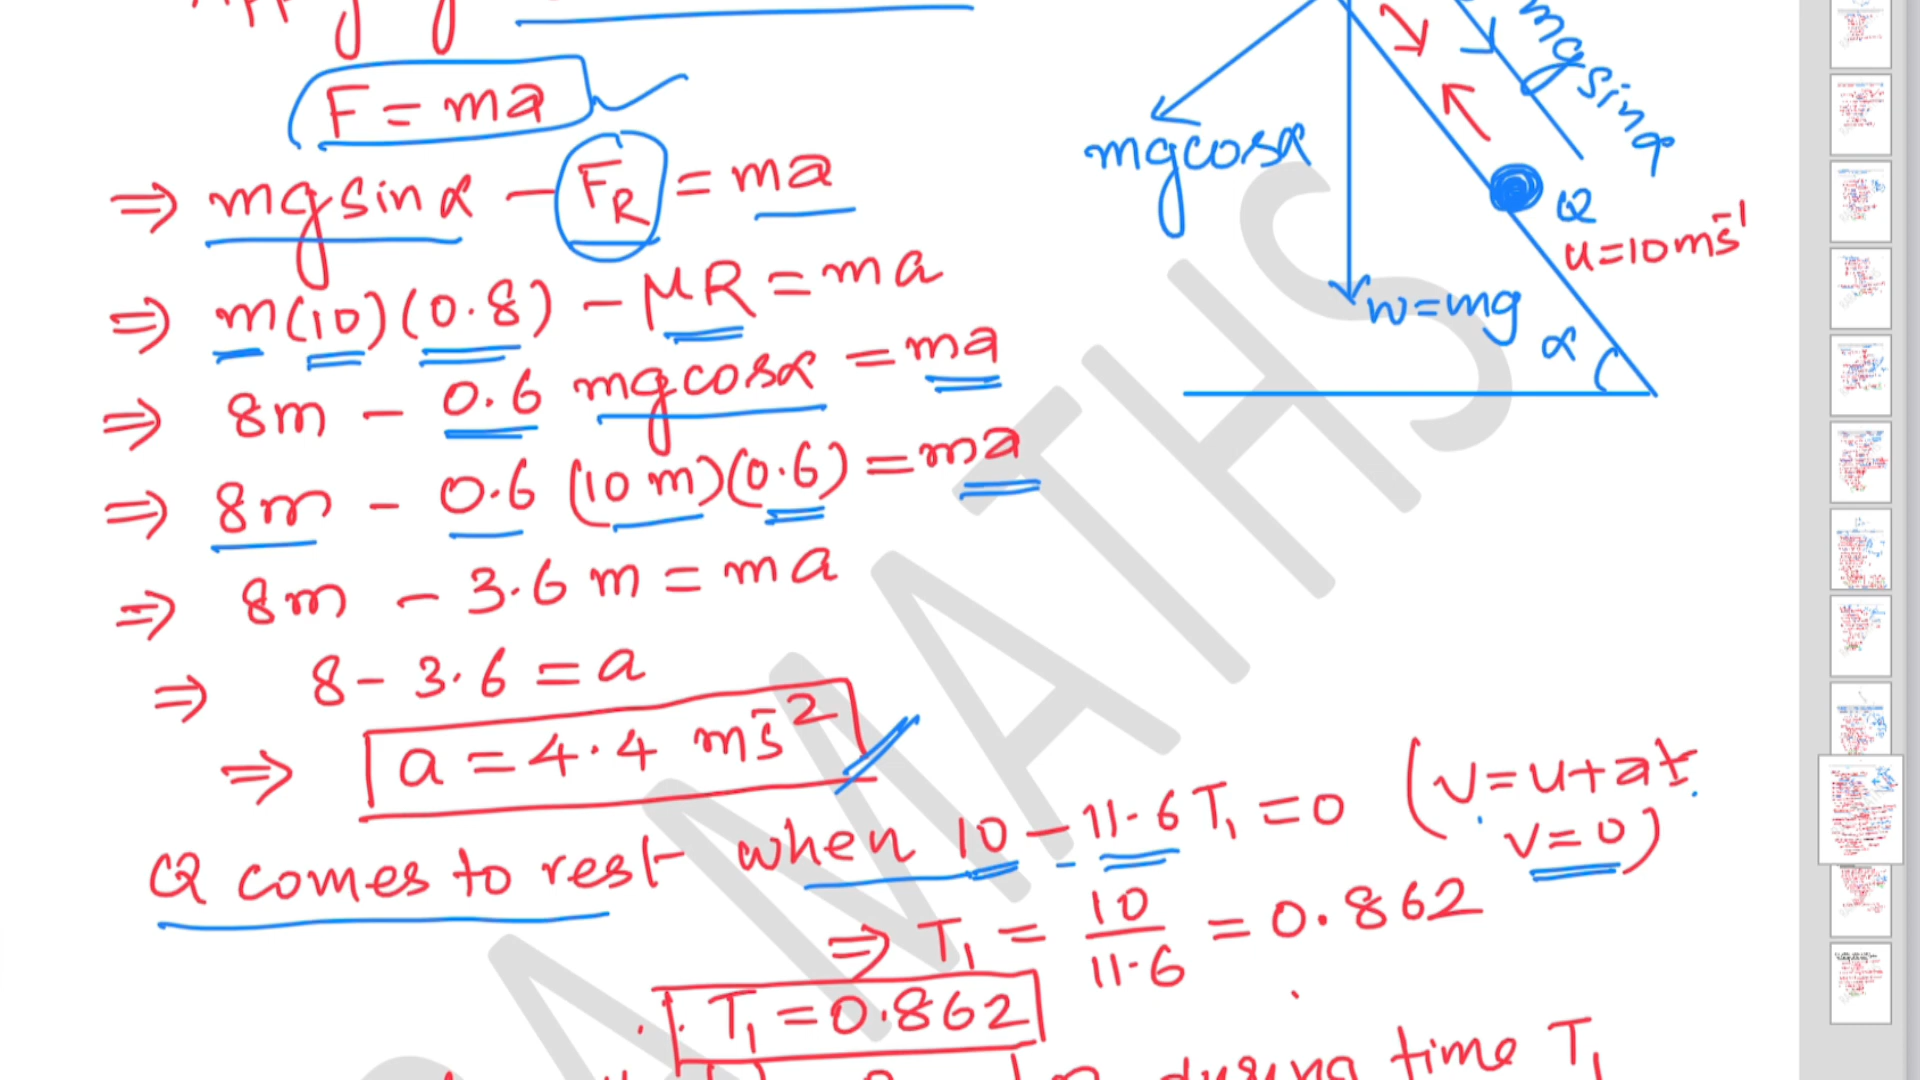 F = ma
⇒ mg sin α - F_R = ma
⇒ m(10)(0.8) - μR = ma
⇒ 8m - 0.6 mg cos α = ma
⇒ 8m - 0.6 (10 m)(0.6) = ma
⇒ 8m - 3.6 m = ma
⇒ 8 - 3.6 = a
⇒ a = 4.4 ms⁻²
Q comes to rest when 10 - 11.6 T₁ = 0 (v = u + at
v = 0)
⇒ T₁ = 10/11.6 = 0.862
∴ T₁ = 0.862
during time T₁
mg cos α
mg sin α
Q
u = 10 ms⁻¹
w = mg
α
MATHS